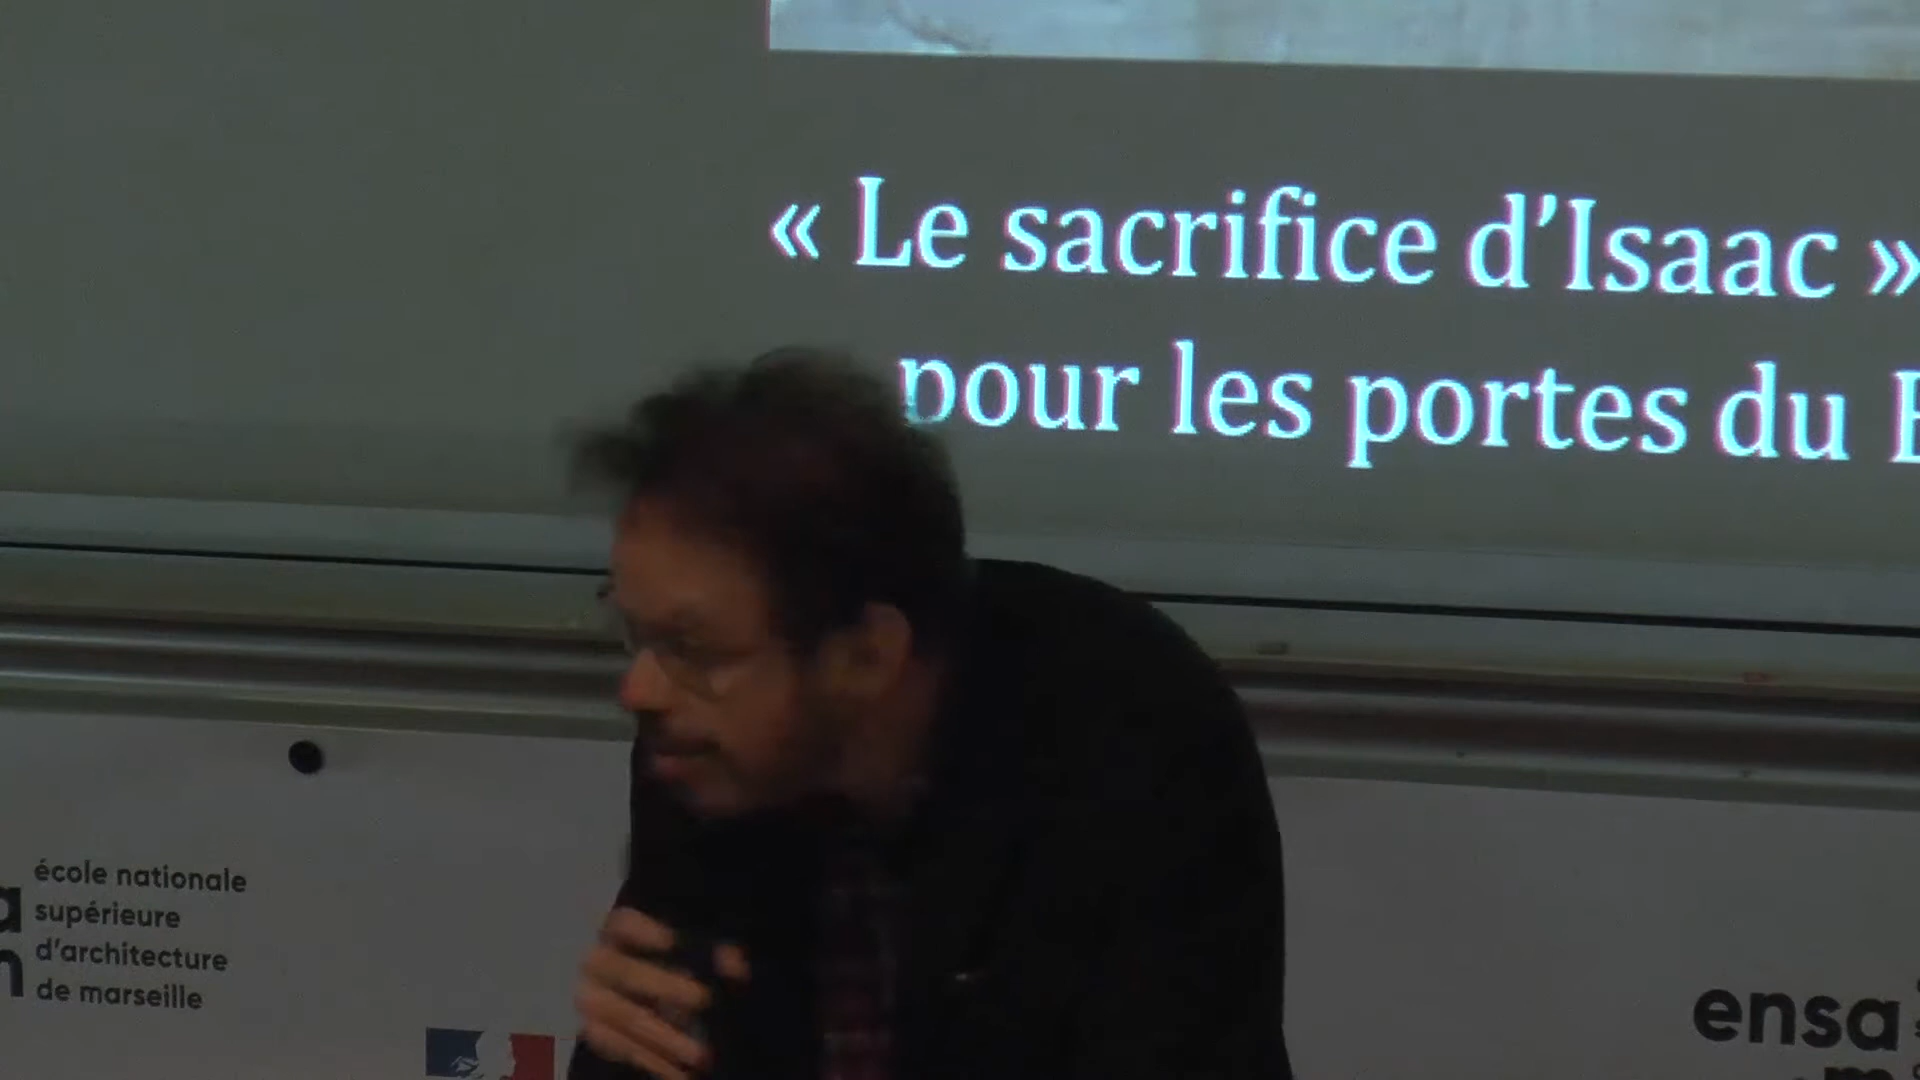 « Le sacrifice d’Isaac »
pour les portes du
école nationale
supérieure
d’architecture
de marseille
ensa